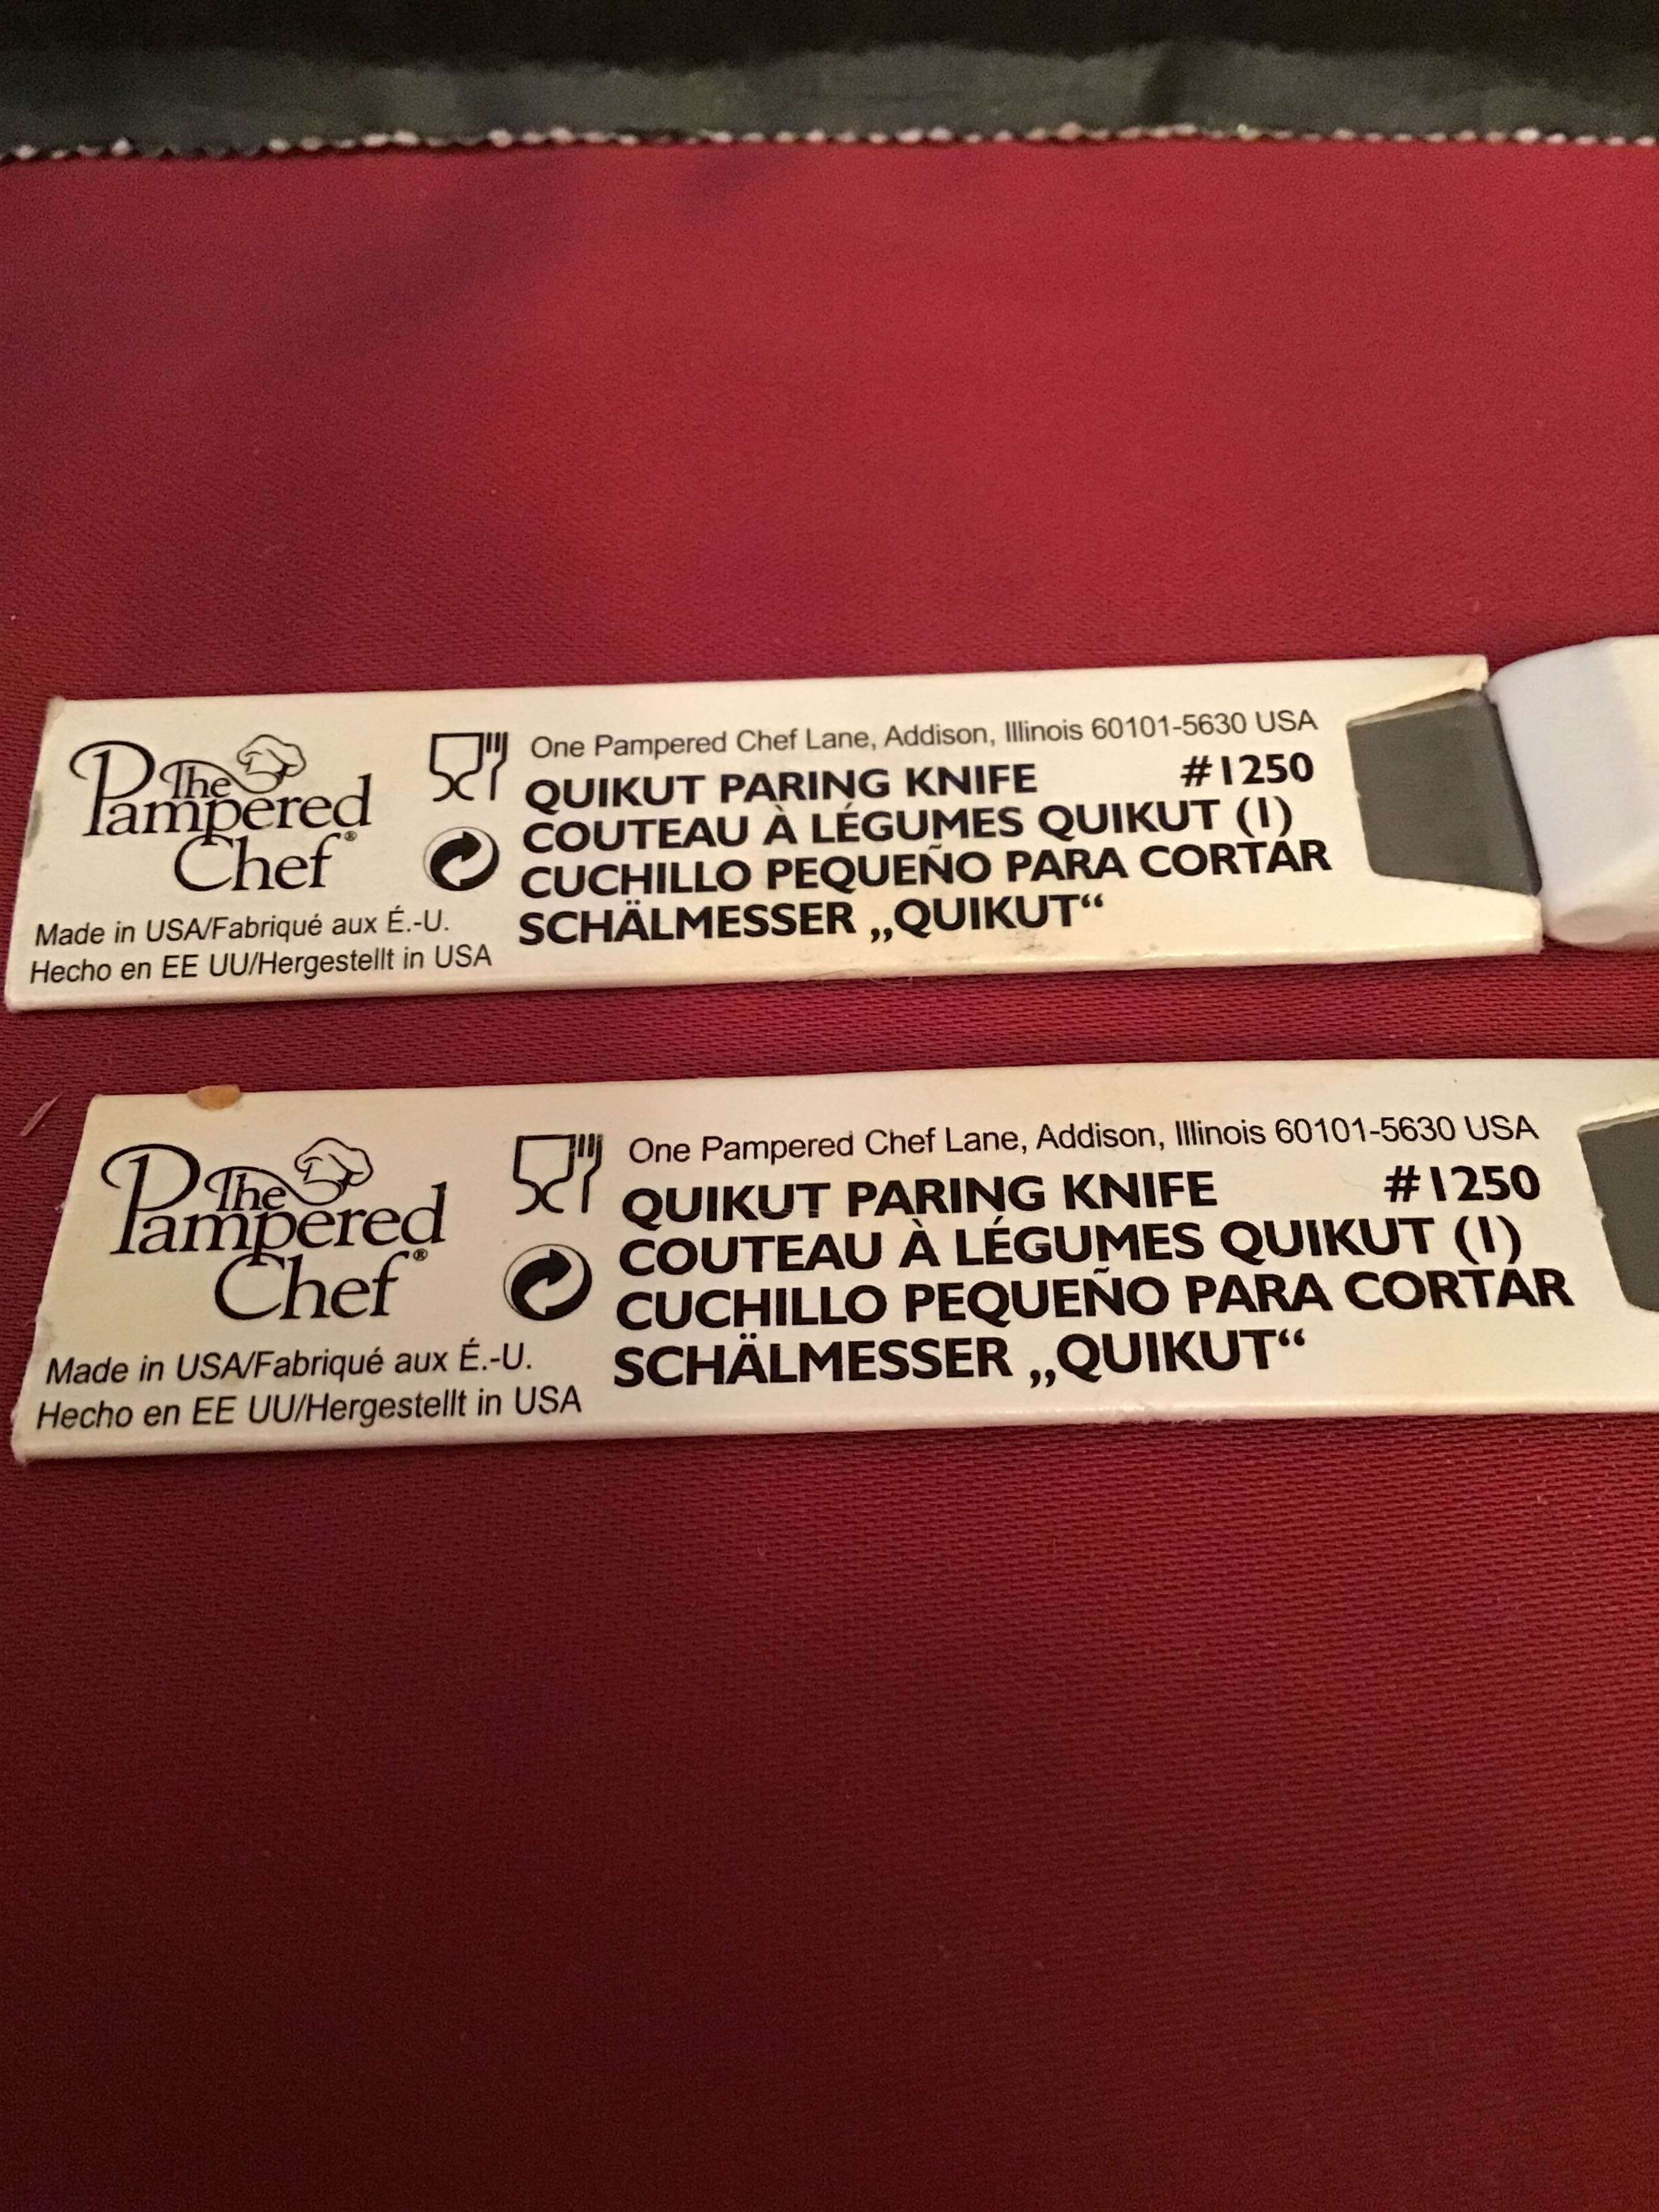 The
Pampered
Chef®
Made in USA/Fabriqué aux É.-U.
Hecho en EE UU/Hergestellt in USA
One Pampered Chef Lane, Addison, Illinois 60101-5630 USA
QUIKUT PARING KNIFE #1250
COUTEAU À LÉGUMES QUIKUT (1)
CUCHILLO PEQUEÑO PARA CORTAR
SCHÄLMESSER „QUIKUT“
The
Pampered
Chef®
Made in USA/Fabriqué aux É.-U.
Hecho en EE UU/Hergestellt in USA
One Pampered Chef Lane, Addison, Illinois 60101-5630 USA
QUIKUT PARING KNIFE #1250
COUTEAU À LÉGUMES QUIKUT (1)
CUCHILLO PEQUEÑO PARA CORTAR
SCHÄLMESSER „QUIKUT“